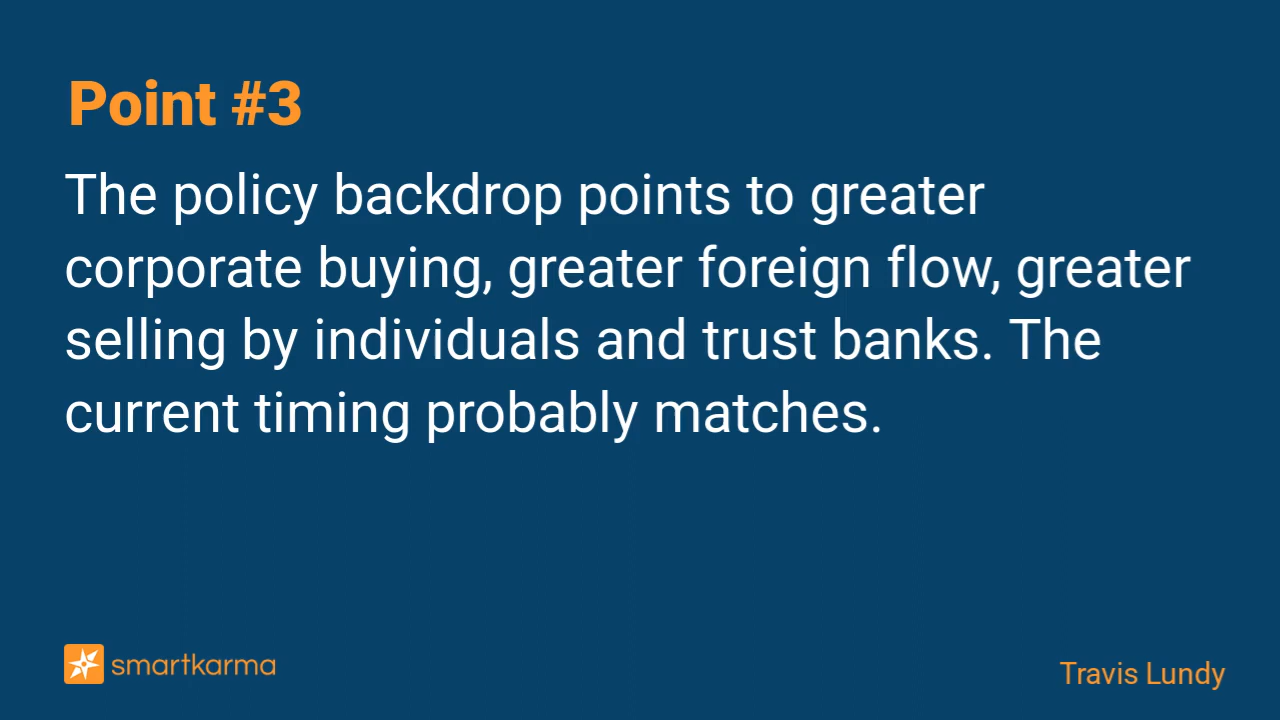 Point #3
The policy backdrop points to greater
corporate buying, greater foreign flow, greater
selling by individuals and trust banks. The
current timing probably matches.
smartkarma
Travis Lundy